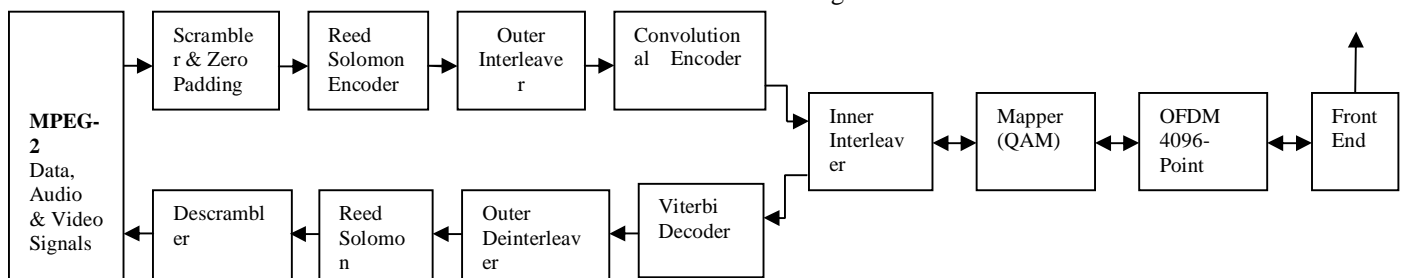 g
Scramble
r & Zero
Padding
Reed
Solomon
Encoder
Outer
Interleave
r
Convolution
al Encoder
MPEG-
2
Data,
Audio
& Video
Signals
Inner
Interleav
er
Mapper
(QAM)
OFDM
4096-
Point
Front
End
Descrambl
er
Reed
Solomo
n
Outer
Deinterleav
er
Viterbi
Decoder